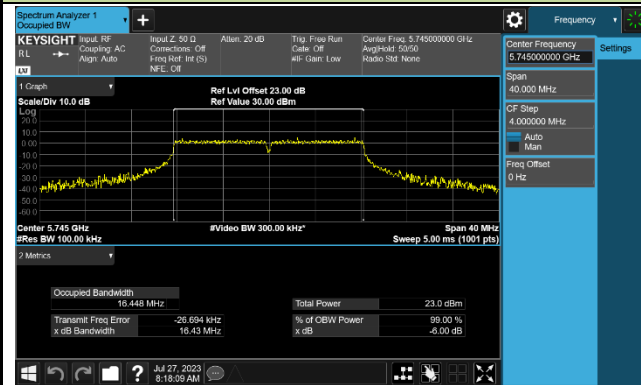 Spectrum Analyzer 1
Occupied BW
+
Frequency
KEYSIGHT
RL
LXI
Input: RF
Coupling: AC
Align: Auto
Input Z: 50 Ω
Corrections: Off
Freq Ref: Int (S)
NFE: Off
Atten: 20 dB
Trig: Free Run
Gate: Off
#IF Gain: Low
Center Freq: 5.745000000 GHz
Avg|Hold: 50/50
Radio Std: None
Center Frequency
5.745000000 GHz
Settings
Span
40.000 MHz
CF Step
4.000000 MHz
Auto
Man
Freq Offset
0 Hz
1 Graph
Scale/Div 10.0 dB
Ref Lvl Offset 23.00 dB
Ref Value 30.00 dBm
Log
20.0
10.0
0.00
-10.0
-20.0
-30.0
-40.0
-50.0
-60.0
Center 5.745 GHz
#Res BW 100.00 kHz
#Video BW 300.00 kHz*
Span 40 MHz
Sweep 5.00 ms (1001 pts)
2 Metrics
Occupied Bandwidth
16.448 MHz
Total Power 23.0 dBm
Transmit Freq Error -26.694 kHz
% of OBW Power 99.00 %
x dB Bandwidth 16.43 MHz
x dB -6.00 dB
?
Jul 27, 2023
8:18:09 AM